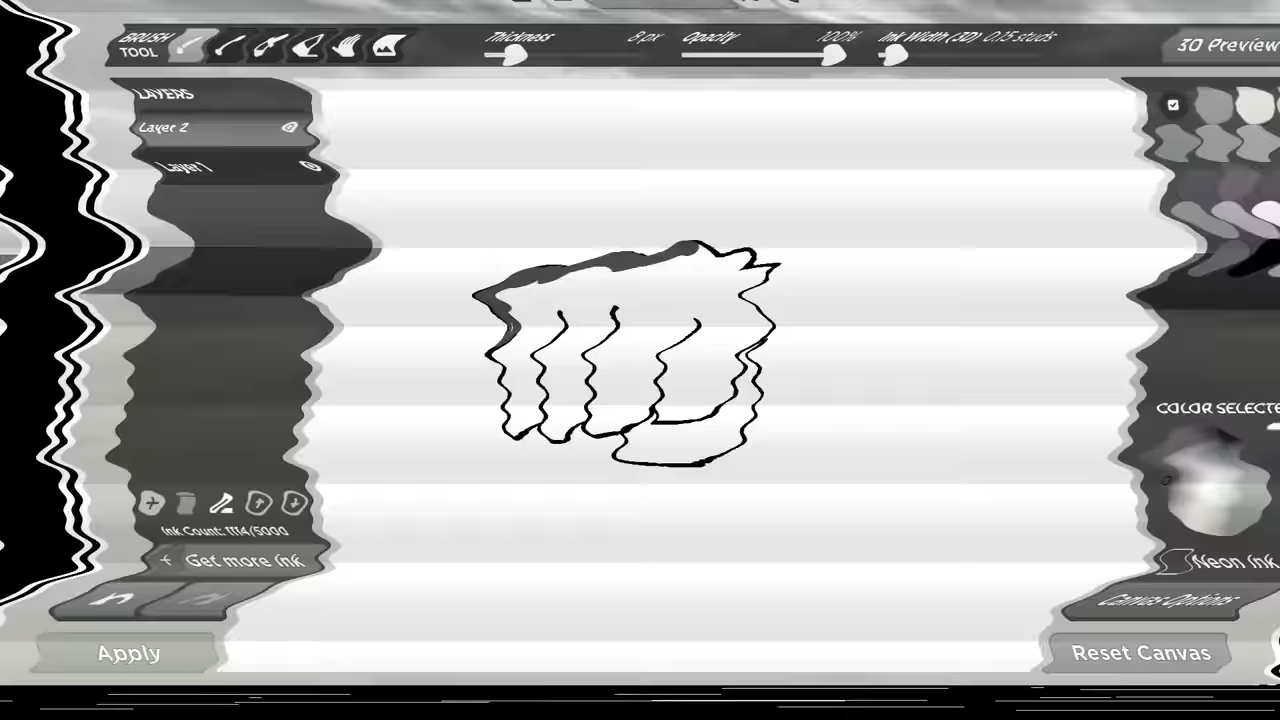 BRUSH TOOL
Thickness 8 px Opacity 100% Ink Width (3D) 0.15 studs
3D Preview
LAYERS
Layer 2
Layer 1
COLOR SELECTE
Ink Count: 1114/5000
+ Get more ink
Neon Ink
Canvas Options
Apply
Reset Canvas